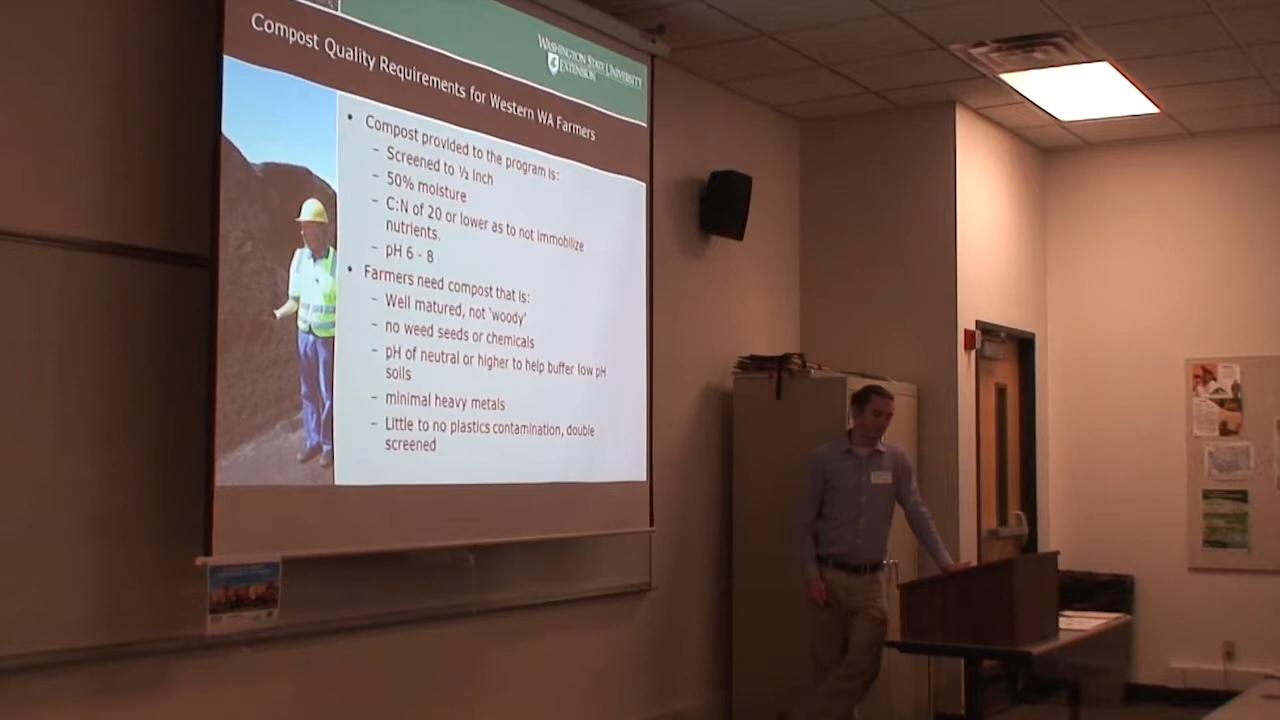 WASHINGTON STATE UNIVERSITY
EXTENSION
Compost Quality Requirements for Western WA Farmers
• Compost provided to the program is:
– Screened to ½ inch
– 50% moisture
– C:N of 20 or lower as to not immobilize
nutrients.
– pH 6 - 8
• Farmers need compost that is:
– Well matured, not ‘woody’
– no weed seeds or chemicals
– pH of neutral or higher to help buffer low pH
soils
– minimal heavy metals
– Little to no plastics contamination, double
screened